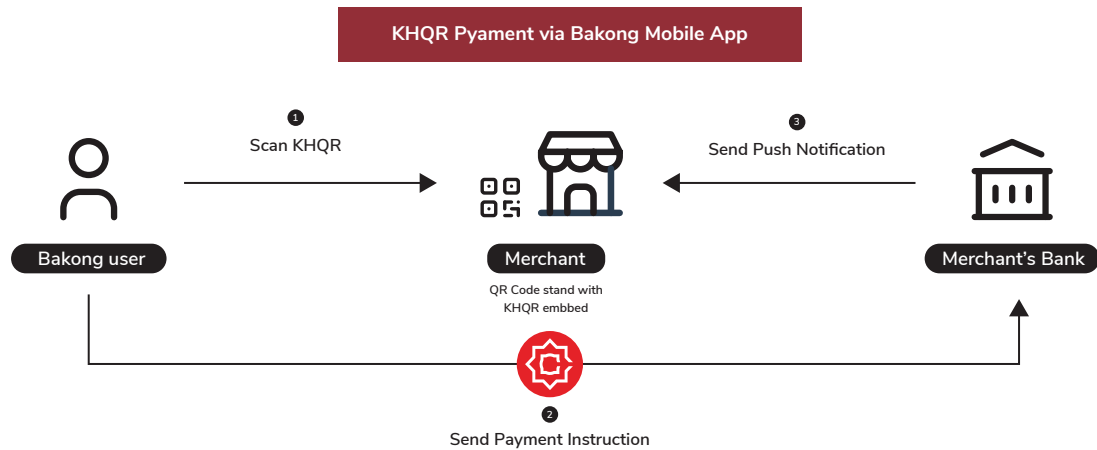 KHQR Pyament via Bakong Mobile App
1
Scan KHQR
3
Send Push Notification
Bakong user
Merchant
Merchant's Bank
QR Code stand with
KHQR embbed
2
Send Payment Instruction